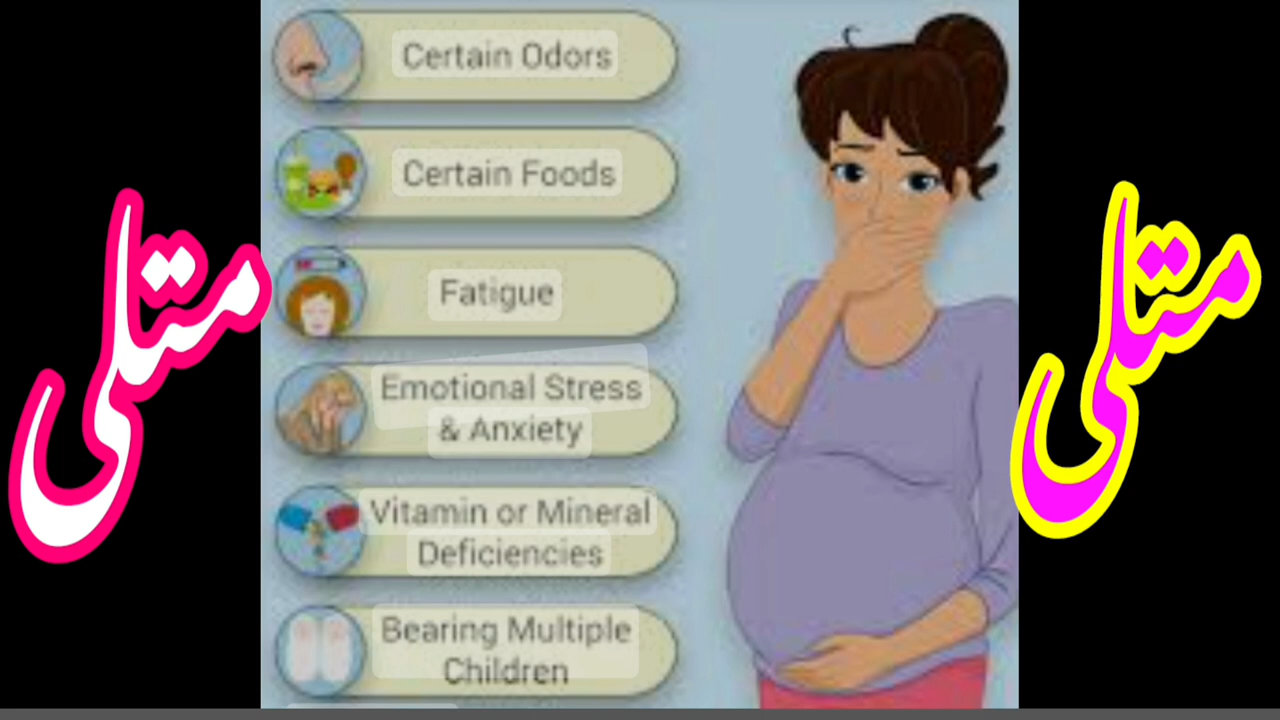 متلی
Certain Odors
Certain Foods
Fatigue
Emotional Stress
& Anxiety
Vitamin or Mineral
Deficiencies
Bearing Multiple
Children
متلی